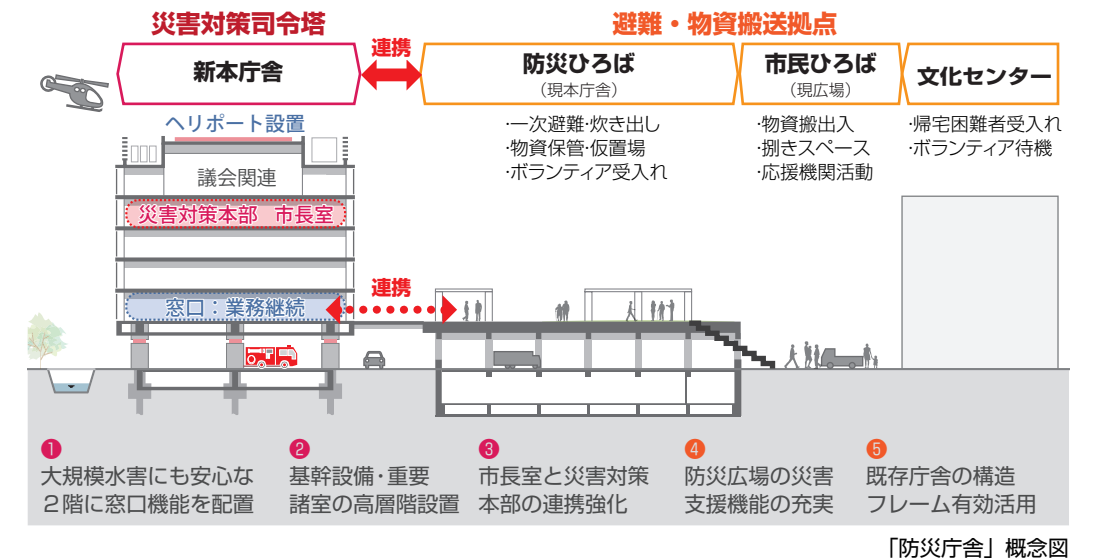 災害対策司令塔
避難・物資搬送拠点
新本庁舎
連携
防災ひろば
（現本庁舎）
市民ひろば
（現広場）
文化センター
ヘリポート設置
議会関連
災害対策本部　市長室
窓口：業務継続
連携
・一次避難・炊き出し
・物資保管・仮置場
・ボランティア受入れ
・物資搬出入
・捌きスペース
・応援機関活動
・帰宅困難者受入れ
・ボランティア待機
❶
大規模水害にも安心な
２階に窓口機能を配置
❷
基幹設備・重要
諸室の高層階設置
❸
市長室と災害対策
本部の連携強化
❹
防災広場の災害
支援機能の充実
❺
既存庁舎の構造
フレーム有効活用
「防災庁舎」概念図